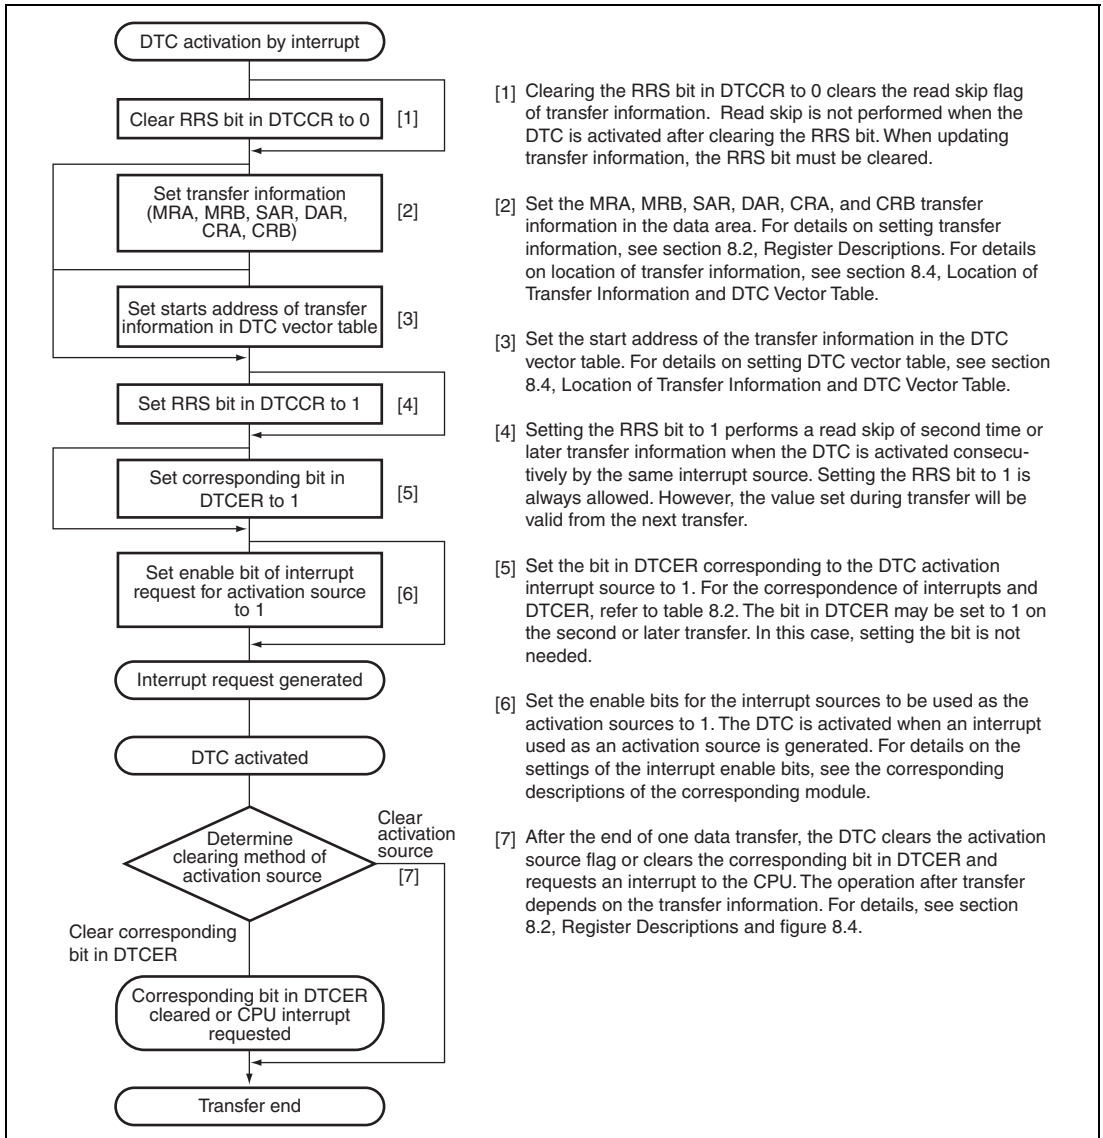 DTC activation by interrupt
Clear RRS bit in DTCCR to 0
[1]
Set transfer information
(MRA, MRB, SAR, DAR,
CRA, CRB)
[2]
Set starts address of transfer
information in DTC vector table
[3]
Set RRS bit in DTCCR to 1
[4]
Set corresponding bit in
DTCER to 1
[5]
Set enable bit of interrupt
request for activation source
to 1
[6]
Interrupt request generated
DTC activated
Determine
clearing method of
activation source
Clear
activation
source
[7]
Clear corresponding
bit in DTCER
Corresponding bit in DTCER
cleared or CPU interrupt
requested
Transfer end
[1] Clearing the RRS bit in DTCCR to 0 clears the read skip flag
of transfer information. Read skip is not performed when the
DTC is activated after clearing the RRS bit. When updating
transfer information, the RRS bit must be cleared.
[2] Set the MRA, MRB, SAR, DAR, CRA, and CRB transfer
information in the data area. For details on setting transfer
information, see section 8.2, Register Descriptions. For details
on location of transfer information, see section 8.4, Location of
Transfer Information and DTC Vector Table.
[3] Set the start address of the transfer information in the DTC
vector table. For details on setting DTC vector table, see section
8.4, Location of Transfer Information and DTC Vector Table.
[4] Setting the RRS bit to 1 performs a read skip of second time or
later transfer information when the DTC is activated consecu-
tively by the same interrupt source. Setting the RRS bit to 1 is
always allowed. However, the value set during transfer will be
valid from the next transfer.
[5] Set the bit in DTCER corresponding to the DTC activation
interrupt source to 1. For the correspondence of interrupts and
DTCER, refer to table 8.2. The bit in DTCER may be set to 1 on
the second or later transfer. In this case, setting the bit is not
needed.
[6] Set the enable bits for the interrupt sources to be used as the
activation sources to 1. The DTC is activated when an interrupt
used as an activation source is generated. For details on the
settings of the interrupt enable bits, see the corresponding
descriptions of the corresponding module.
[7] After the end of one data transfer, the DTC clears the activation
source flag or clears the corresponding bit in DTCER and
requests an interrupt to the CPU. The operation after transfer
depends on the transfer information. For details, see section
8.2, Register Descriptions and figure 8.4.